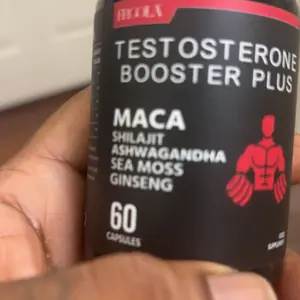 TESTOSTERONE
BOOSTER PLUS
MACA
SHILAJIT
ASHWAGANDHA
SEA MOSS
GINSENG
60
CAPSULES